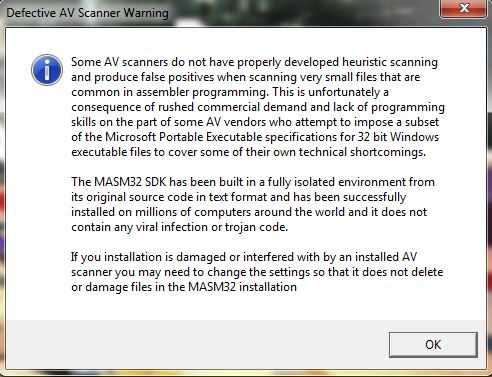 Defective AV Scanner Warning
Some AV scanners do not have properly developed heuristic scanning
and produce false positives when scanning very small files that are
common in assembler programming. This is unfortunately a
consequence of rushed commercial demand and lack of programming
skills on the part of some AV vendors who attempt to impose a subset
of the Microsoft Portable Executable specifications for 32 bit Windows
executable files to cover some of their own technical shortcomings.
The MASM32 SDK has been built in a fully isolated environment from
its original source code in text format and has been successfully
installed on millions of computers around the world and it does not
contain any viral infection or trojan code.
If you installation is damaged or interfered with by an installed AV
scanner you may need to change the settings so that it does not delete
or damage files in the MASM32 installation
OK